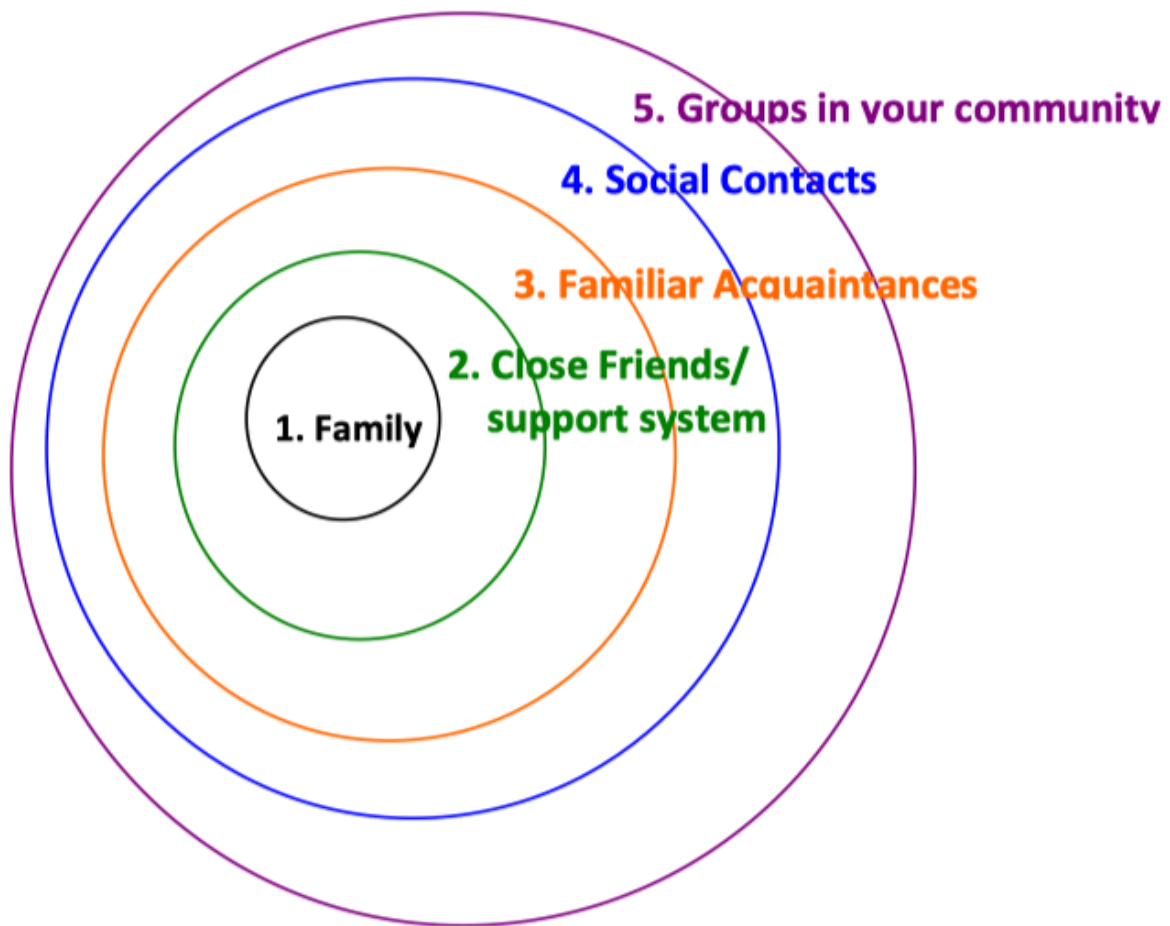 5. Groups in your community
4. Social Contacts
3. Familiar Acquaintances
2. Close Friends/
support system
1. Family